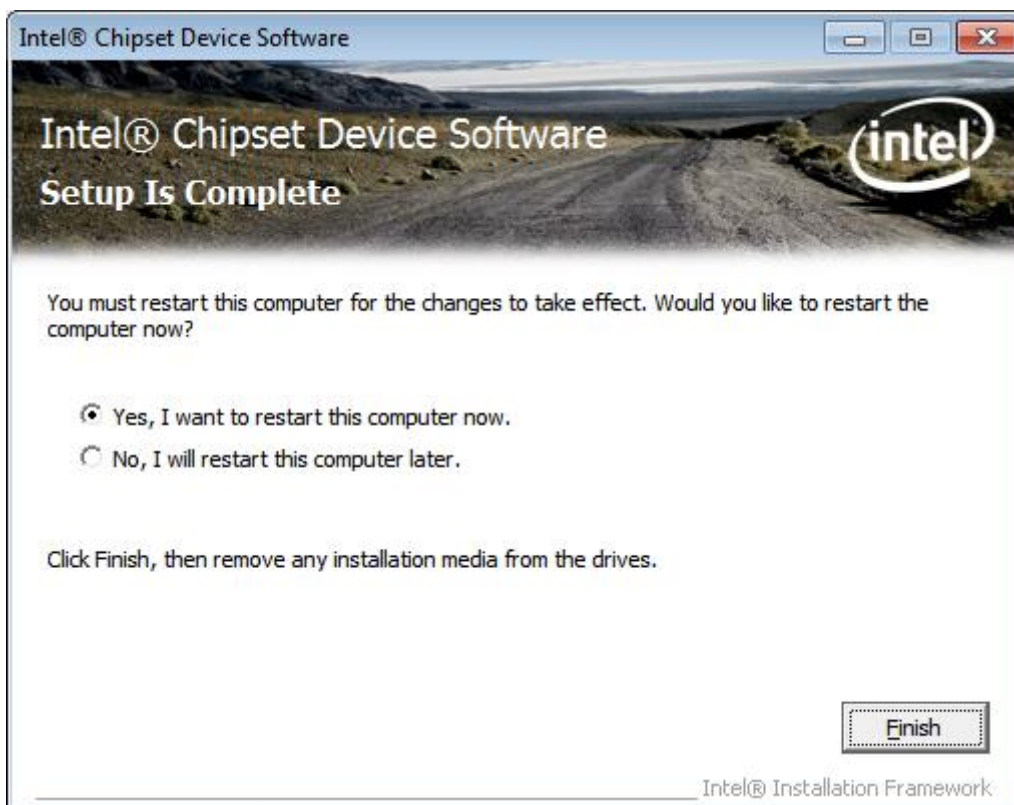 Intel® Chipset Device Software
Intel® Chipset Device Software
intel
Setup Is Complete
You must restart this computer for the changes to take effect. Would you like to restart the
computer now?
Yes, I want to restart this computer now.
No, I will restart this computer later.
Click Finish, then remove any installation media from the drives.
Finish
Intel® Installation Framework